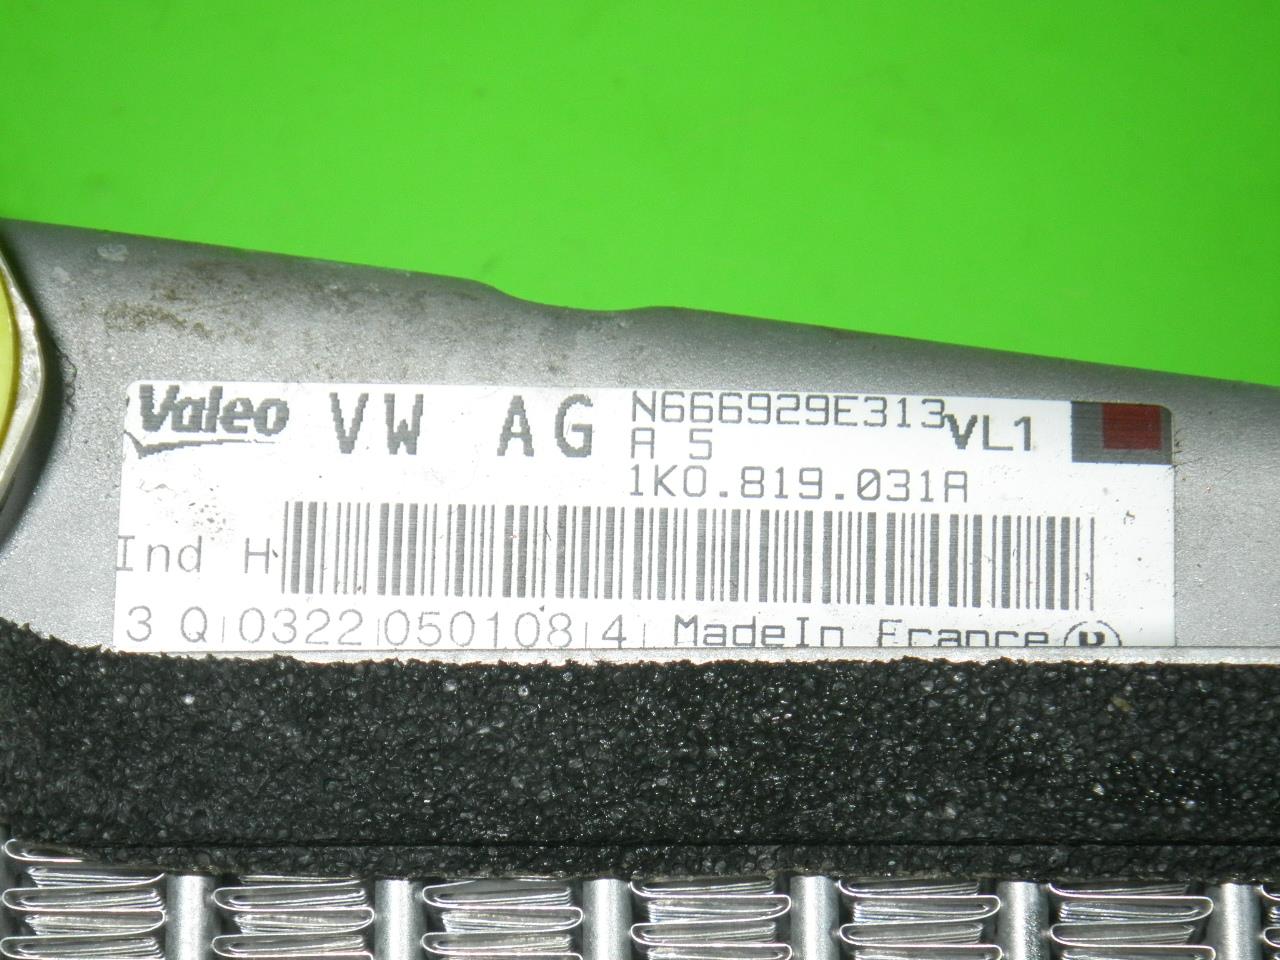 Valeo VW AG N666929E313 VL1
A 5
1K0.819.031A
Ind H
3 Q 0322 050108 4 MadeIn France